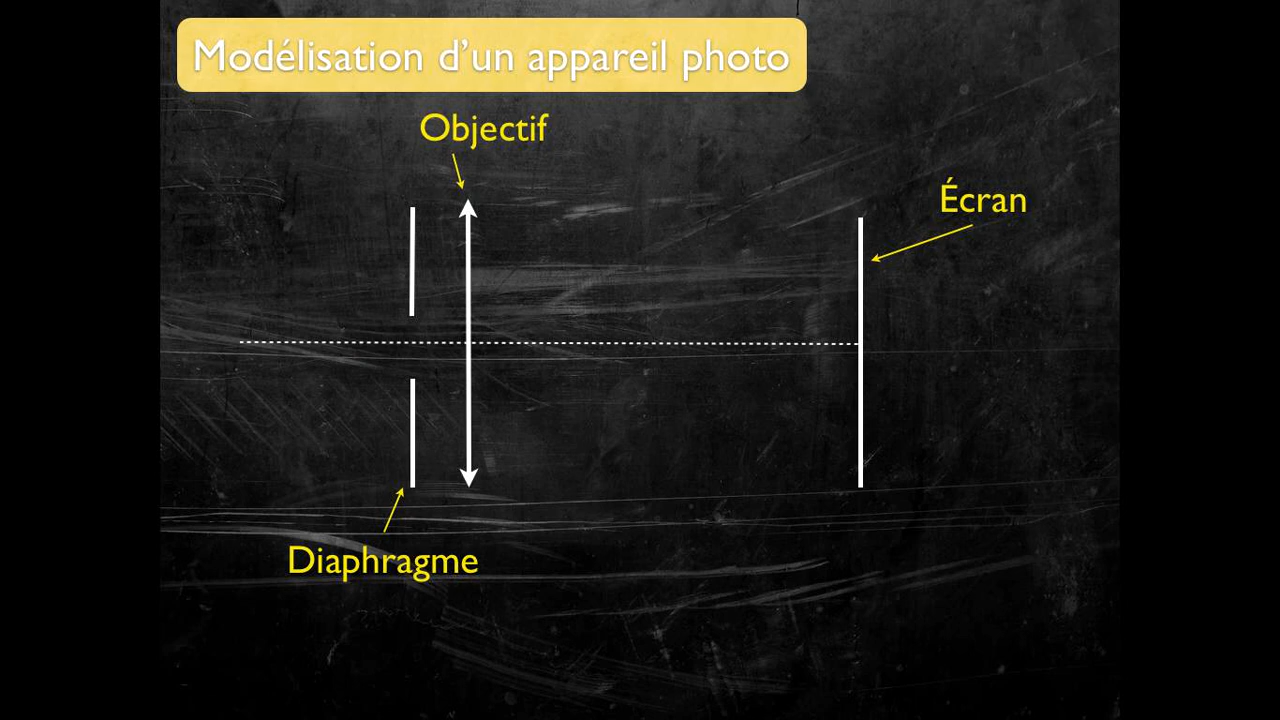 Modélisation d’un appareil photo
Objectif
Écran
Diaphragme